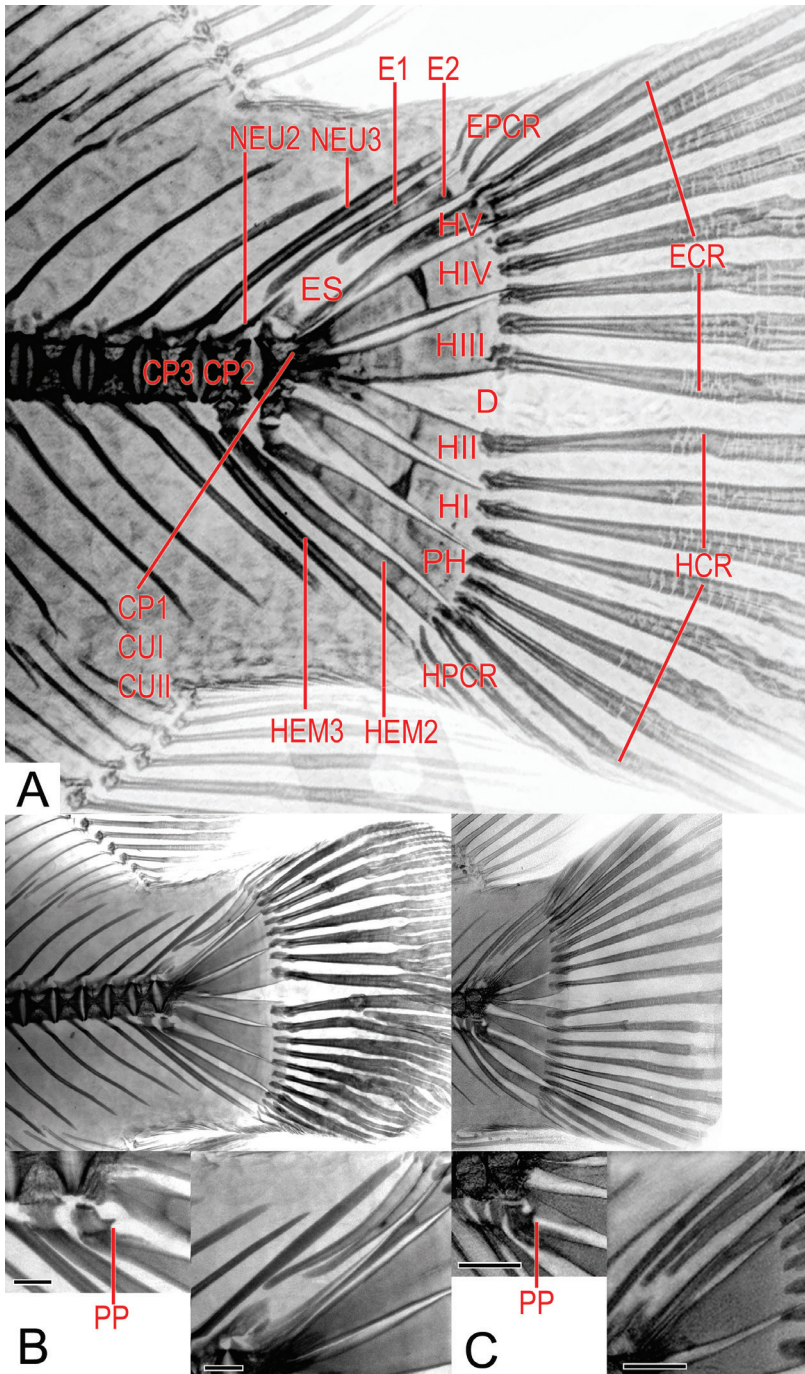 E1 E2
EPCR
NEU2 NEU3
HV
ES HIV ECR
HIII
CP3 CP2
D
HII
HI
PH HCR
CP1
CUI
CUII
HPCR
HEM3 HEM2
A
PP
B
PP
C